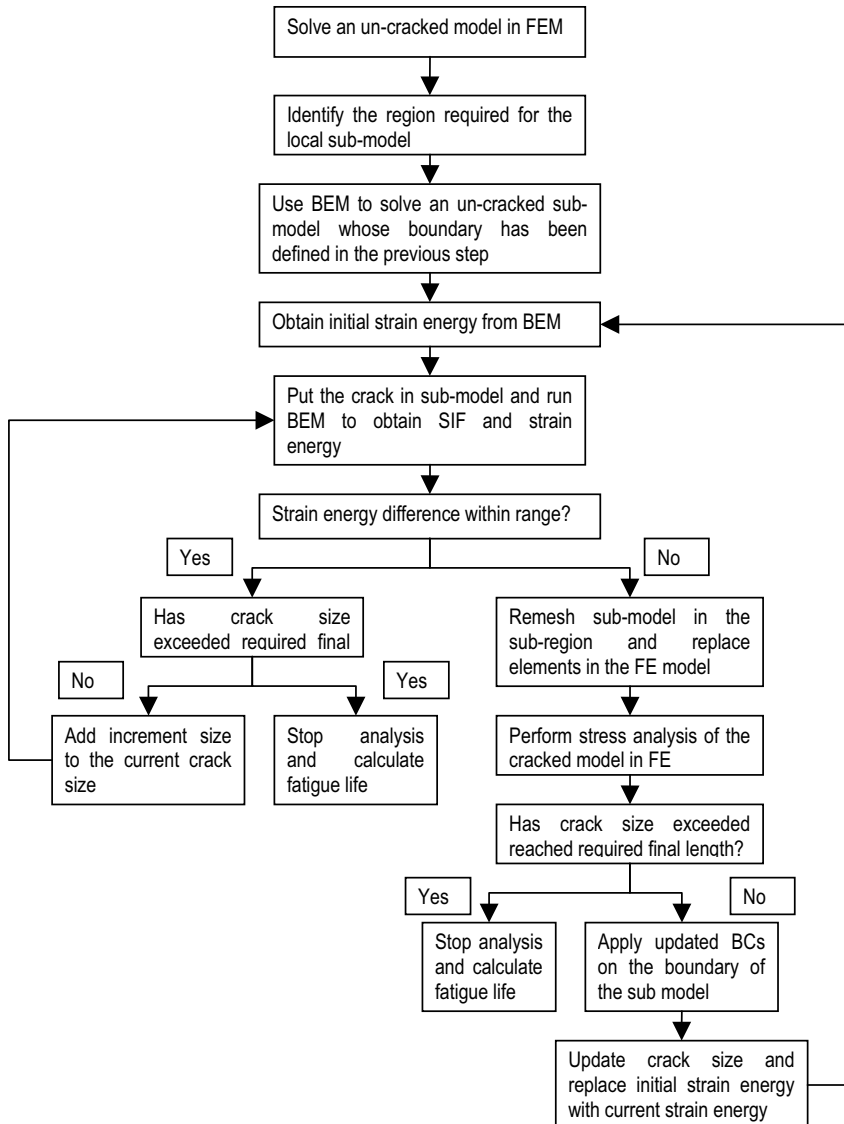 Solve an un-cracked model in FEM
Identify the region required for the
local sub-model
Use BEM to solve an un-cracked sub-
model whose boundary has been
defined in the previous step
Obtain initial strain energy from BEM
Put the crack in sub-model and run
BEM to obtain SIF and strain
energy
Strain energy difference within range?
Yes
No
Has crack size
exceeded required final
Remesh sub-model in the
sub-region and replace
elements in the FE model
No
Yes
Add increment size
to the current crack
size
Stop analysis
and calculate
fatigue life
Perform stress analysis of the
cracked model in FE
Has crack size exceeded
reached required final length?
Yes
No
Stop analysis
and calculate
fatigue life
Apply updated BCs
on the boundary of
the sub model
Update crack size and
replace initial strain energy
with current strain energy